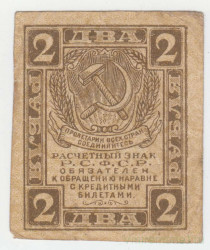 2 ДВА 2
РУБЛЯ
РУБЛЯ
ПРОЛЕТАРИИ ВСЕХ СТРАН
СОЕДИНЯЙТЕСЬ
РАСЧЕТНЫЙ ЗНАК
Р.С.Ф.С.Р.
ОБЯЗАТЕЛЕН
К ОБРАЩЕНИЮ НАРАВНЕ
С КРЕДИТНЫМИ
БИЛЕТАМИ.
2 ДВА 2